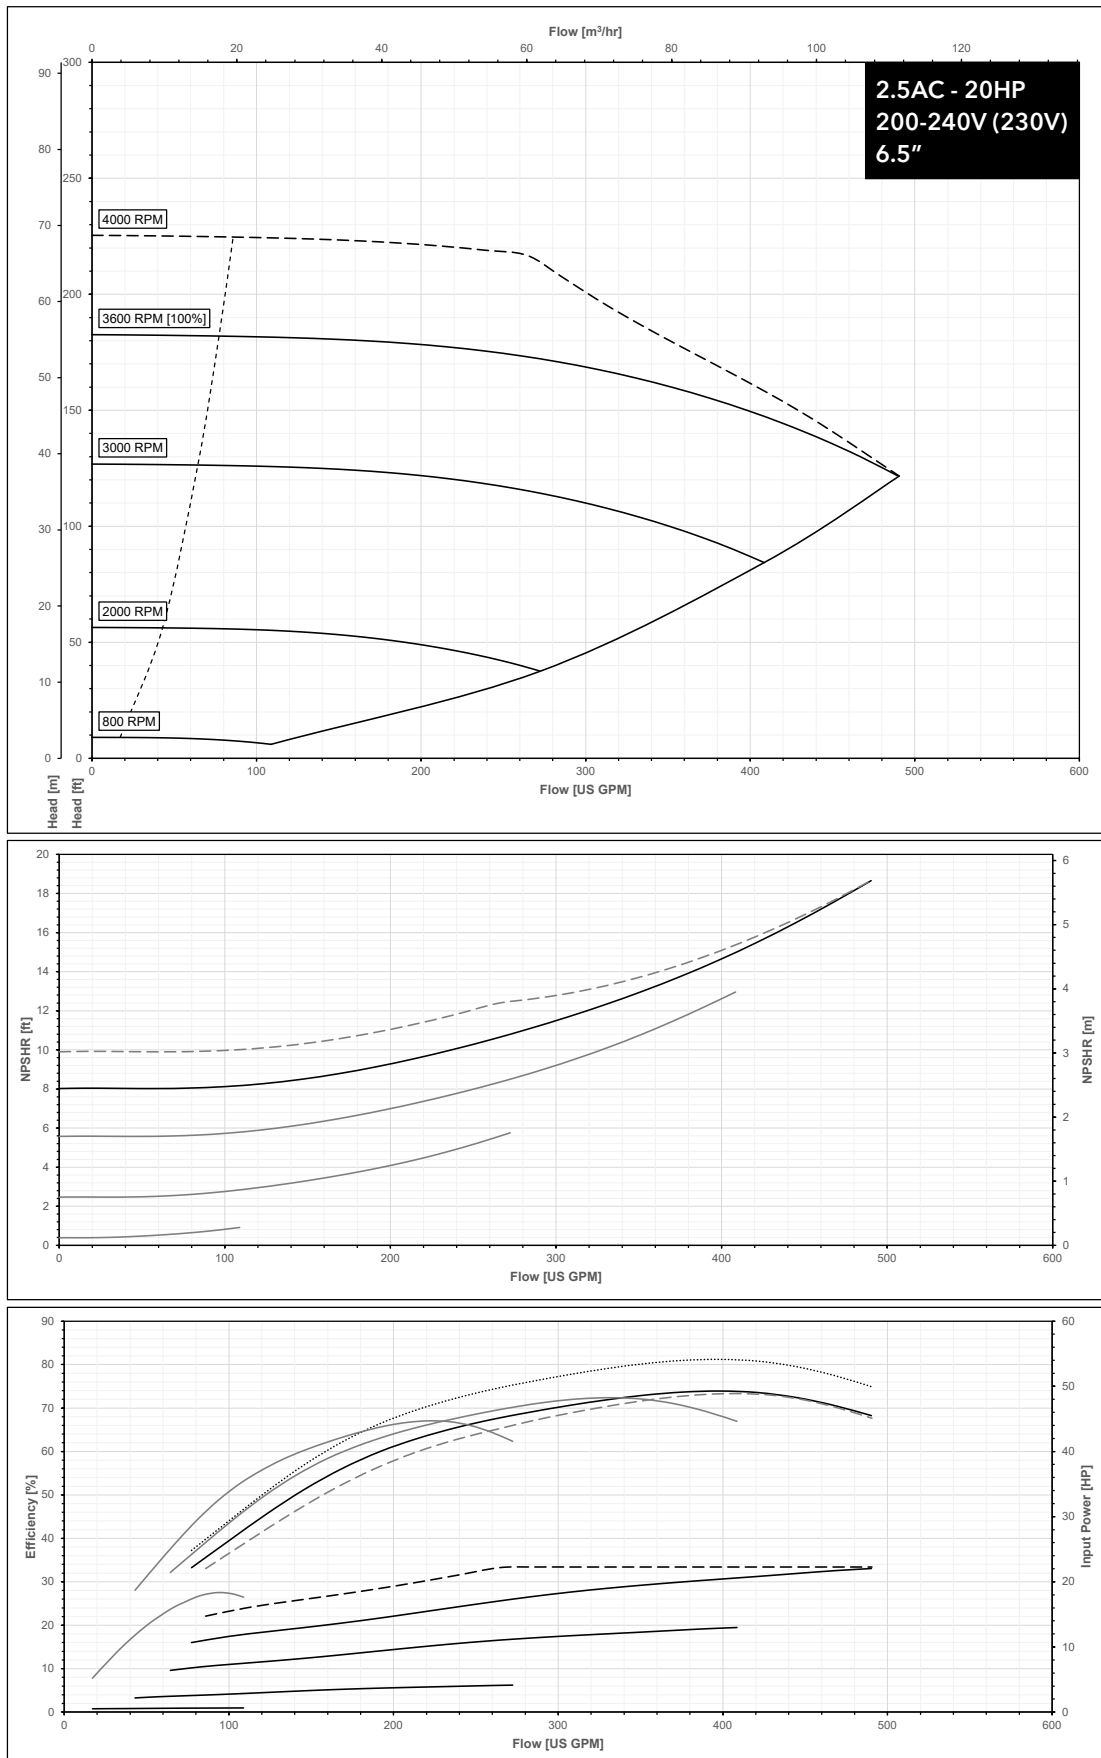 Flow [m³/hr]
0 20 40 60 80 100 120
90 300
2.5AC - 20HP
200-240V (230V)
6.5”
80
250
70
4000 RPM
60 200
3600 RPM [100%]
50
150
40
3000 RPM
30 100
20
2000 RPM
50
10
800 RPM
0 0
0 100 200 300 400 500 600
Flow [US GPM]
Head [m]
Head [ft]
20
6
18
5
16
14
4
12
NPSHR [ft]
NPSHR [m]
10
3
8
2
6
4
1
2
0 0
0 100 200 300 400 500 600
Flow [US GPM]
90 60
80
50
70
60
40
50
Efficiency [%]
Input Power [HP]
30
40
30
20
20
10
10
0 0
0 100 200 300 400 500 600
Flow [US GPM]